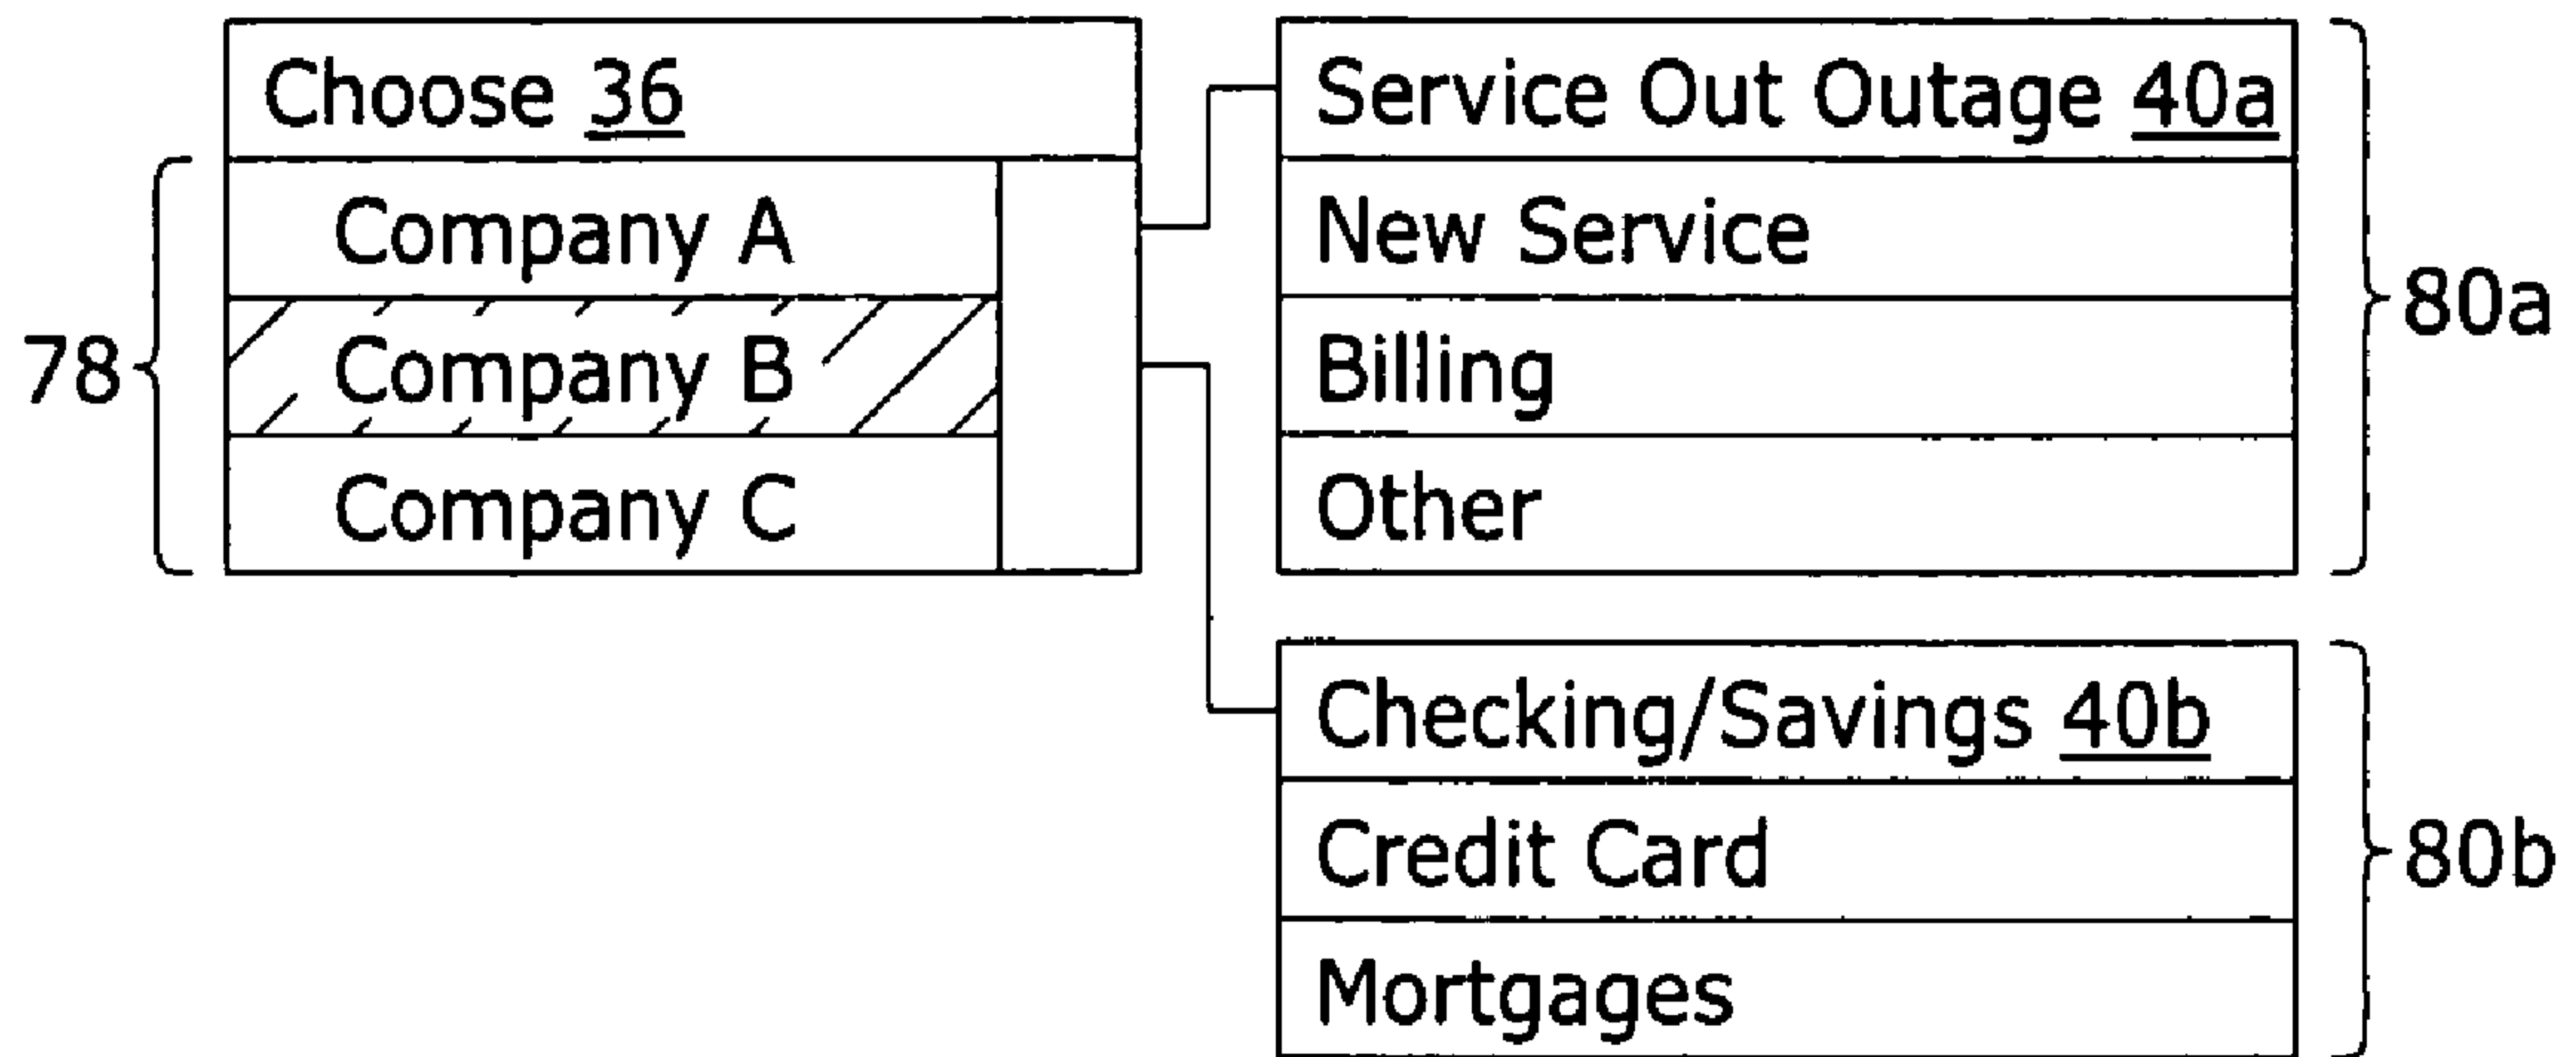 Choose 36
Company A
Company B
Company C
78
Service Out Outage 40a
New Service
Billing
Other
80a
Checking/Savings 40b
Credit Card
Mortgages
80b